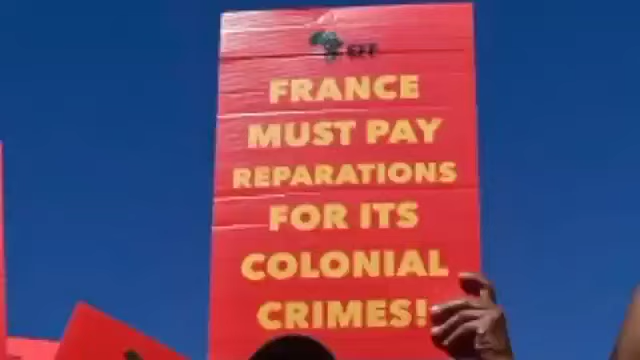 EFF
FRANCE
MUST PAY
REPARATIONS
FOR ITS
COLONIAL
CRIMES!